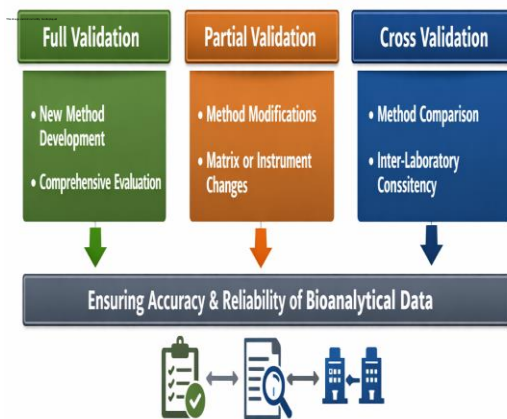 Full Validation
Partial Validation
Cross Validation
• New Method
Development
• Comprehensive Evaluation
• Method Modifications
• Matrix or Instrument
Changes
• Method Comparison
• Inter-Laboratory
Conssitency
Ensuring Accuracy & Reliability of Bioanalytical Data